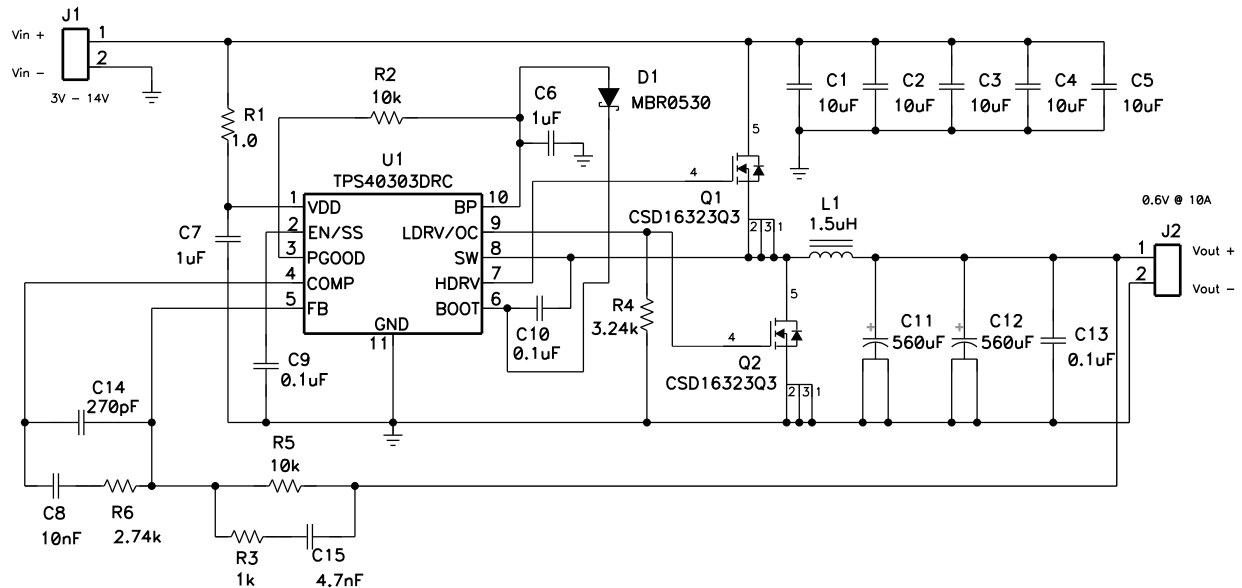 J1
Vin +
1
2
Vin -
3V - 14V
R1
1.0
R2
10k
C6
1uF
D1
MBR0530
C1
10uF
C2
10uF
C3
10uF
C4
10uF
C5
10uF
U1
TPS40303DRC
1 VDD
2 EN/SS
3 PGOOD
4 COMP
5 FB
BP 10
LDRV/OC 9
SW 8
HDRV 7
BOOT 6
GND
11
C7
1uF
5
4
Q1
CSD16323Q3
2 3 1
L1
1.5uH
0.6V @ 10A
J2
1
2
Vout +
Vout -
R4
3.24k
C10
0.1uF
5
4
Q2
CSD16323Q3
2 3 1
+
C11
560uF
+
C12
560uF
C13
0.1uF
C9
0.1uF
C14
270pF
R5
10k
C8
10nF
R6
2.74k
R3
1k
C15
4.7nF